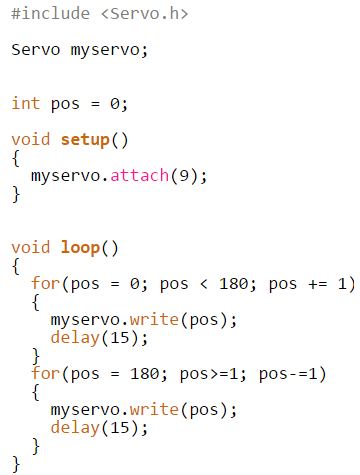 #include <Servo.h>
Servo myservo;
int pos = 0;
void setup()
{
  myservo.attach(9);
}
void loop()
{
  for(pos = 0; pos < 180; pos += 1)
  {
    myservo.write(pos);
    delay(15);
  }
  for(pos = 180; pos>=1; pos-=1)
  {
    myservo.write(pos);
    delay(15);
  }
}